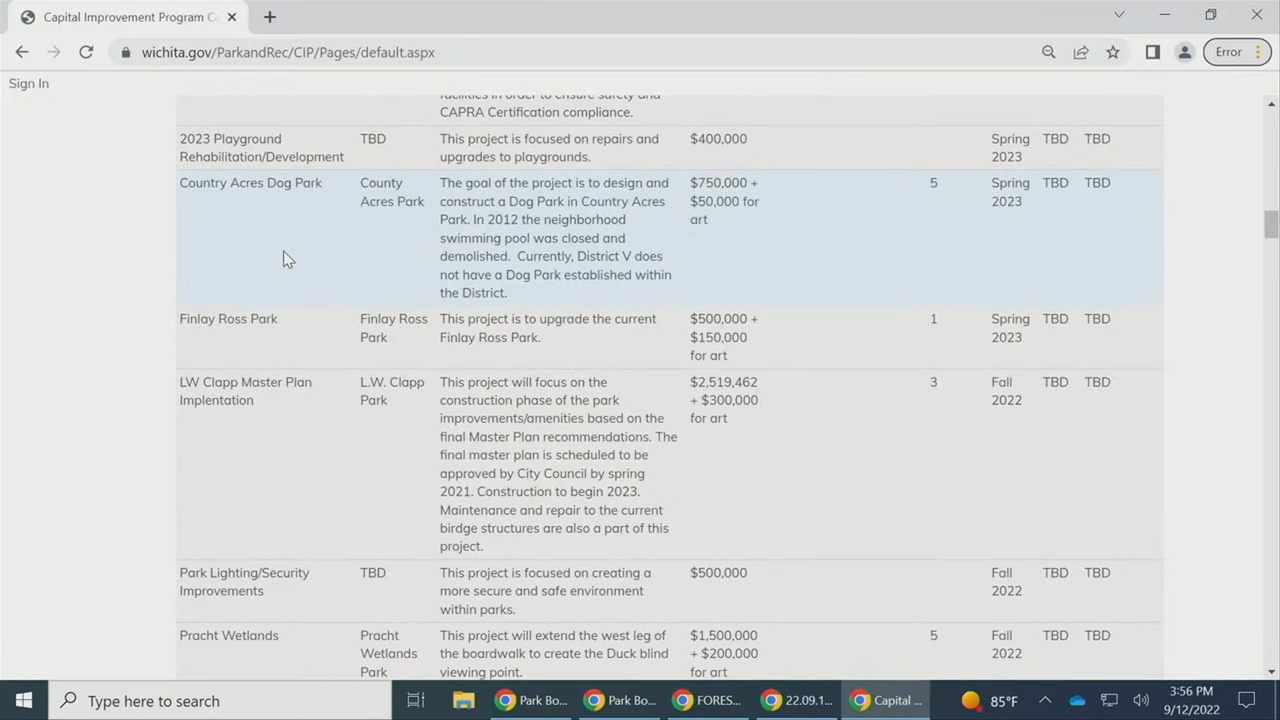 Capital Improvement Program C
wichita.gov/ParkandRec/CIP/Pages/default.aspx
Error
Sign In
facilities in order to ensure safety and
CAPRA Certification compliance.
2023 Playground
Rehabilitation/Development
TBD
This project is focused on repairs and
upgrades to playgrounds.
$400,000
Spring
2023
TBD
TBD
Country Acres Dog Park
County
Acres Park
The goal of the project is to design and
construct a Dog Park in Country Acres
Park. In 2012 the neighborhood
swimming pool was closed and
demolished. Currently, District V does
not have a Dog Park established within
the District.
$750,000 +
$50,000 for
art
5
Spring
2023
TBD
TBD
Finlay Ross Park
Finlay Ross
Park
This project is to upgrade the current
Finlay Ross Park.
$500,000 +
$150,000
for art
1
Spring
2023
TBD
TBD
LW Clapp Master Plan
Implentation
L.W. Clapp
Park
This project will focus on the
construction phase of the park
improvements/amenities based on the
final Master Plan recommendations. The
final master plan is scheduled to be
approved by City Council by spring
2021. Construction to begin 2023.
Maintenance and repair to the current
birdge structures are also a part of this
project.
$2,519,462
+ $300,000
for art
3
Fall
2022
TBD
TBD
Park Lighting/Security
Improvements
TBD
This project is focused on creating a
more secure and safe environment
within parks.
$500,000
Fall
2022
TBD
TBD
Pracht Wetlands
Pracht
Wetlands
Park
This project will extend the west leg of
the boardwalk to create the Duck blind
viewing point.
$1,500,000
+ $200,000
for art
5
Fall
2022
TBD
TBD
Type here to search
Park Bo...
Park Bo...
FORES...
22.09.1...
Capital ...
85°F
3:56 PM
9/12/2022